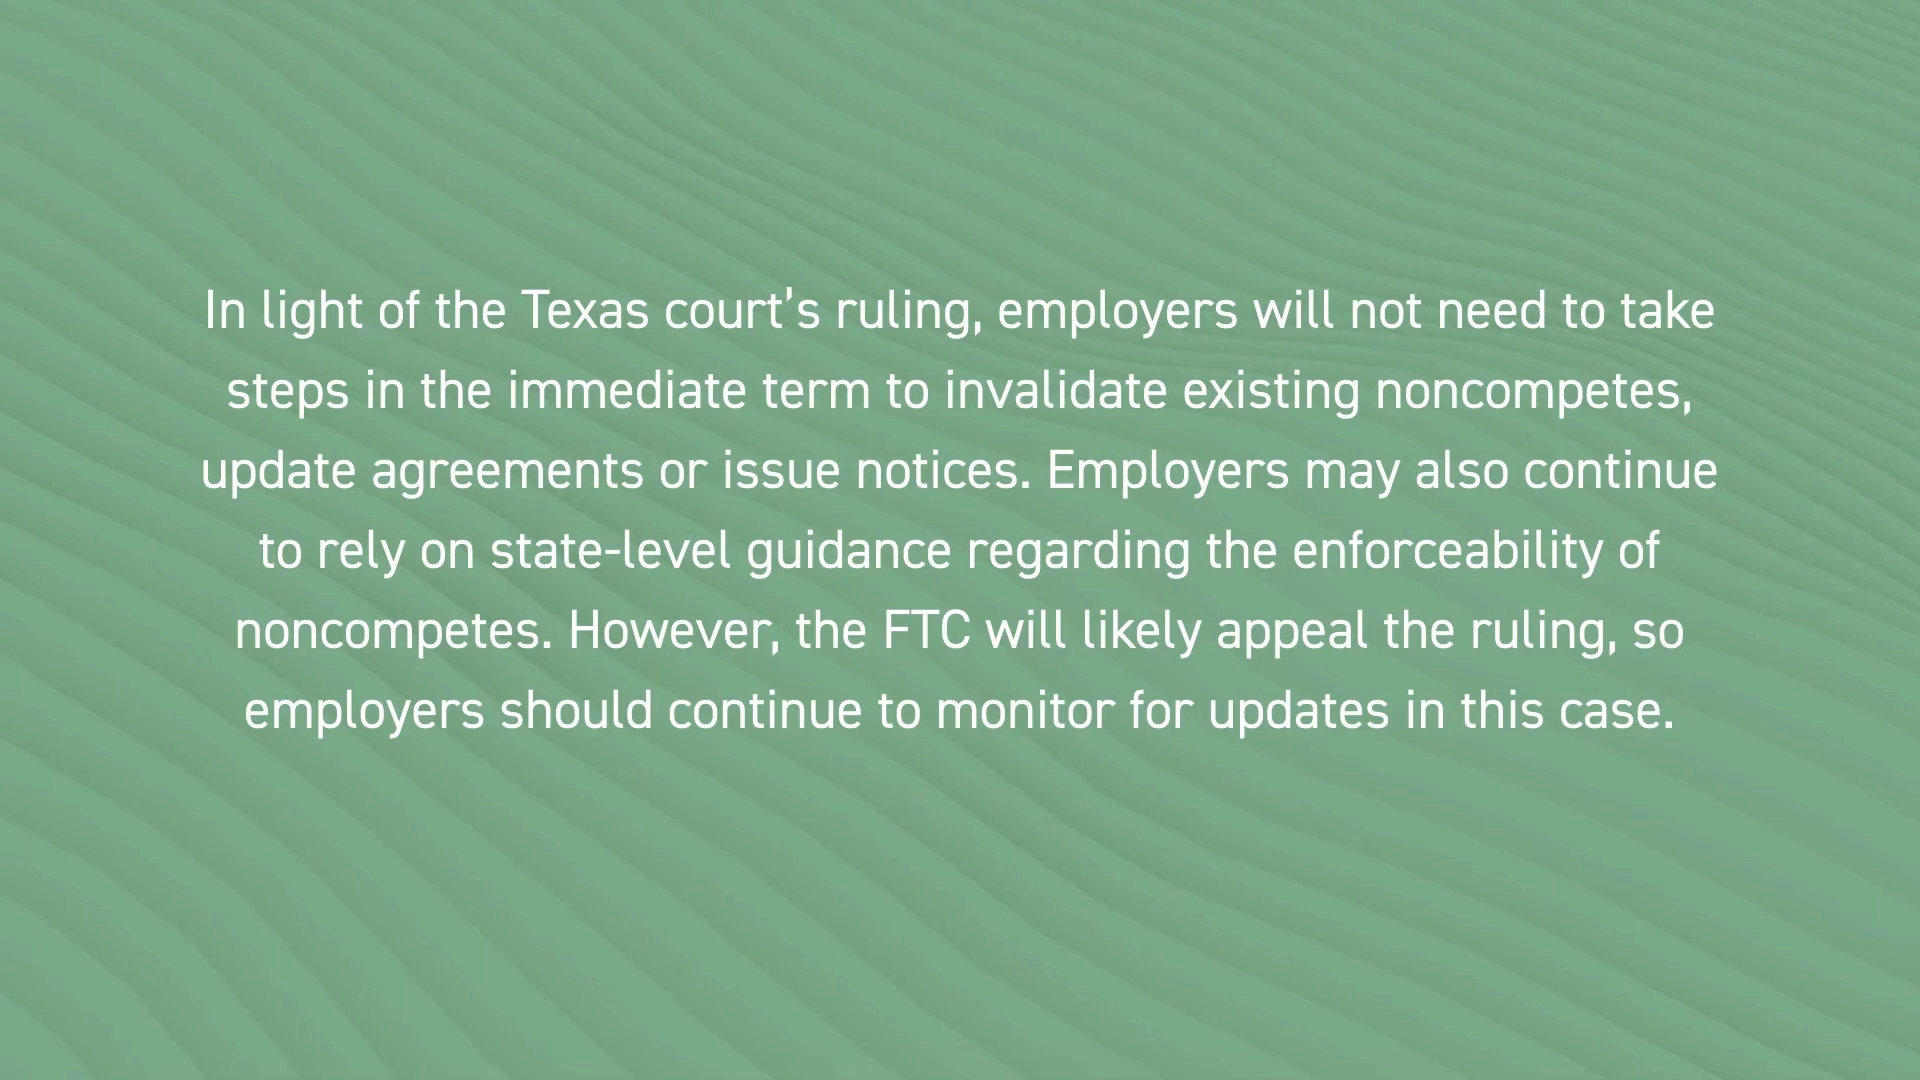 In light of the Texas court’s ruling, employers will not need to take
steps in the immediate term to invalidate existing noncompetes,
update agreements or issue notices. Employers may also continue
to rely on state-level guidance regarding the enforceability of
noncompetes. However, the FTC will likely appeal the ruling, so
employers should continue to monitor for updates in this case.